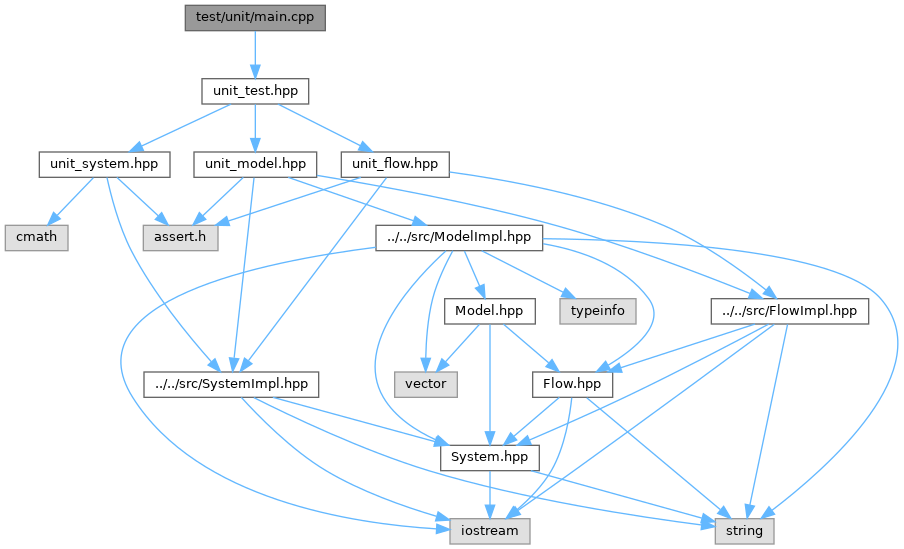 test/unit/main.cpp
unit_test.hpp
unit_system.hpp
unit_model.hpp
unit_flow.hpp
cmath
assert.h
../../src/ModelImpl.hpp
Model.hpp
typeinfo
../../src/FlowImpl.hpp
../../src/SystemImpl.hpp
vector
Flow.hpp
System.hpp
iostream
string